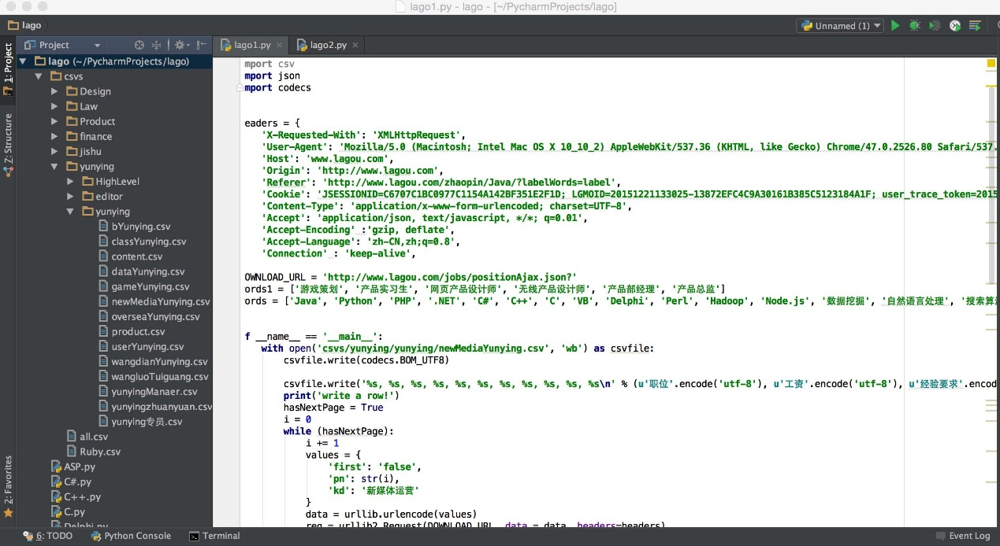 lago1.py - lago - [~/PycharmProjects/lago]
lago
Unnamed (1)
1: Project
Z: Structure
2: Favorites
Project
lago (~/PycharmProjects/lago)
csvs
Design
Law
Product
finance
jishu
yunying
HighLevel
editor
yunying
bYunying.csv
classYunying.csv
content.csv
dataYunying.csv
gameYunying.csv
newMediaYunying.csv
overseaYunying.csv
product.csv
userYunying.csv
wangdianYunying.csv
wangluoTuiguang.csv
yunyingManaer.csv
yunyingzhuanyuan.csv
yunying专员.csv
all.csv
Ruby.csv
ASP.py
C#.py
C++.py
C.py
Delphi.py
lago1.py
lago2.py
mport csv
mport json
mport codecs
eaders = {
'X-Requested-With': 'XMLHttpRequest',
'User-Agent': 'Mozilla/5.0 (Macintosh; Intel Mac OS X 10_10_2) AppleWebKit/537.36 (KHTML, like Gecko) Chrome/47.0.2526.80 Safari/537.
'Host': 'www.lagou.com',
'Origin': 'http://www.lagou.com',
'Referer': 'http://www.lagou.com/zhaopin/Java/?labelWords=label',
'Cookie': 'JSESSIONID=C6707C1BC0977C1154A142BF351E2F1D; LGMOID=20151221133025-13872EFC4C9A30161B385C5123184A1F; user_trace_token=2015
'Content-Type': 'application/x-www-form-urlencoded; charset=UTF-8',
'Accept': 'application/json, text/javascript, */*; q=0.01',
'Accept-Encoding' :'gzip, deflate',
'Accept-Language': 'zh-CN,zh;q=0.8',
'Connection' : 'keep-alive',
OWNLOAD_URL = 'http://www.lagou.com/jobs/positionAjax.json?'
ords1 = ['游戏策划', '产品实习生', '网页产品设计师', '无线产品设计师', '产品部经理', '产品总监']
ords = ['Java', 'Python', 'PHP', '.NET', 'C#', 'C++', 'C', 'VB', 'Delphi', 'Perl', 'Hadoop', 'Node.js', '数据挖掘', '自然语言处理', '搜索算法
f __name__ == '__main__':
with open('csvs/yunying/yunying/newMediaYunying.csv', 'wb') as csvfile:
csvfile.write(codecs.BOM_UTF8)
csvfile.write('%s, %s, %s, %s, %s, %s, %s, %s, %s, %s, %s\n' % (u'职位'.encode('utf-8'), u'工资'.encode('utf-8'), u'经验要求'.encod
print('write a row!')
hasNextPage = True
i = 0
while (hasNextPage):
i += 1
values = {
'first': 'false',
'pn': str(i),
'kd': '新媒体运营'
}
data = urllib.urlencode(values)
req = urllib2.Request(DOWNLOAD_URL, data = data, headers=headers)
6: TODO
Python Console
Terminal
Event Log